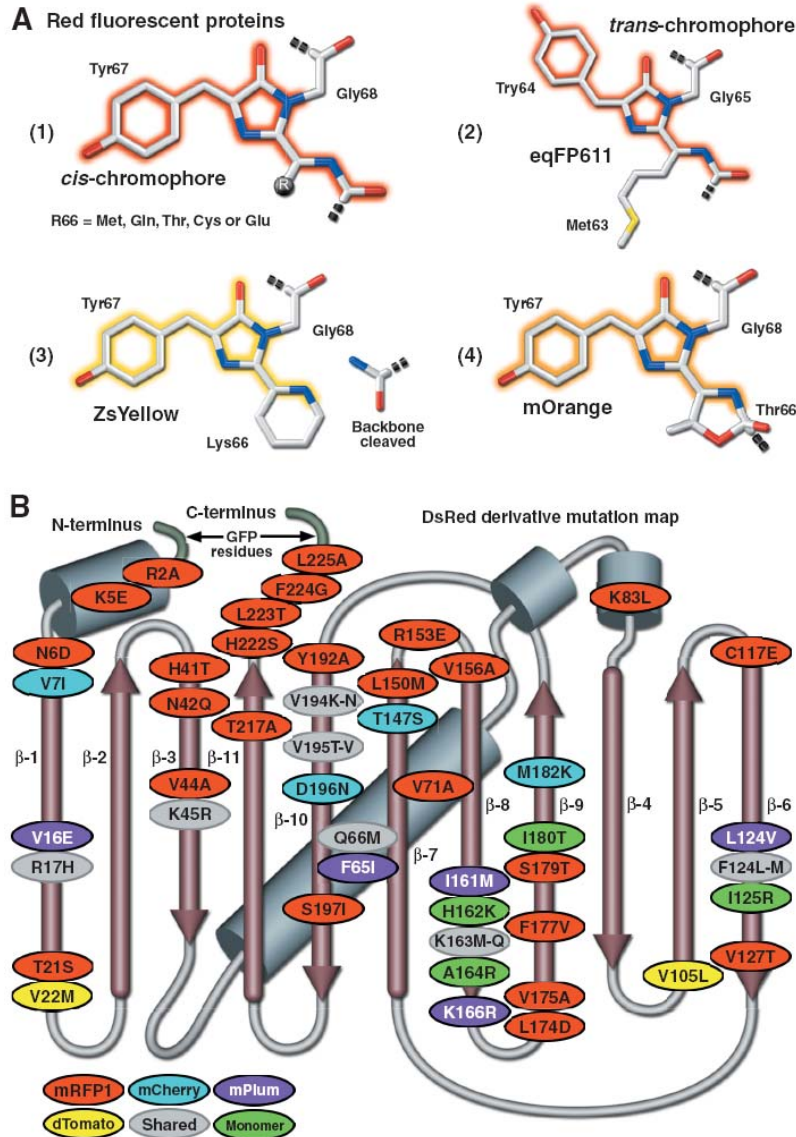 A Red fluorescent proteins
Tyr67
Gly68
(1)
cis-chromophore
R
R66 = Met, Gln, Thr, Cys or Glu
trans-chromophore
Try64
Gly65
(2)
eqFP611
Met63
Tyr67
Gly68
(3)
ZsYellow
Lys66
Backbone
cleaved
Tyr67
Gly68
(4)
mOrange
Thr66
B
N-terminus
C-terminus
GFP
residues
DsRed derivative mutation map
R2A
K5E
N6D
V7I
β-1
V16E
R17H
T21S
V22M
β-2
H41T
N42Q
β-3
V44A
K45R
L225A
F224G
L223T
H222S
T217A
β-11
Y192A
V194K-N
V195T-V
D196N
β-10
S197I
Q66M
F65I
V71A
R153E
L150M
T147S
β-7
V156A
β-8
I161M
H162K
K163M-Q
A164R
K166R
M182K
β-9
I180T
S179T
F177V
V175A
L174D
K83L
β-4
β-5
V105L
C117E
β-6
L124V
F124L-M
I125R
V127T
mRFP1
mCherry
mPlum
dTomato
Shared
Monomer